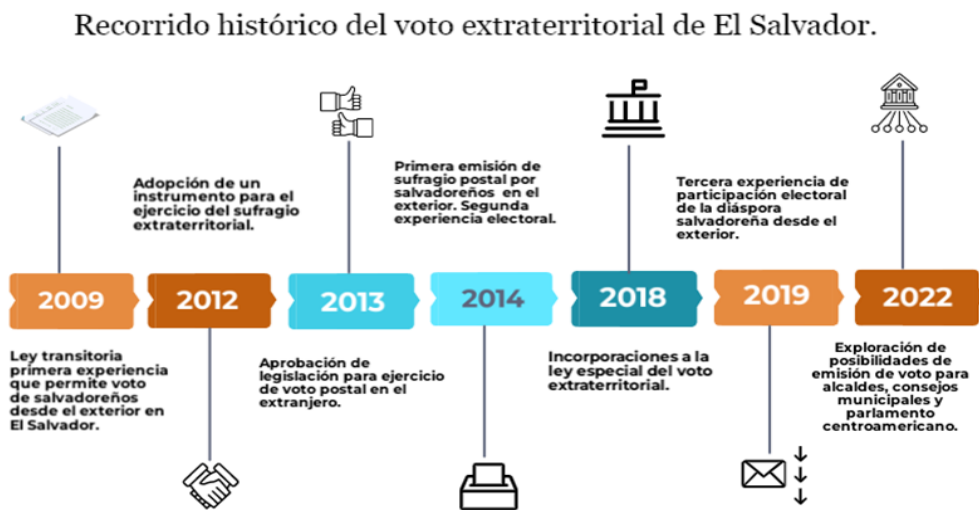 Recorrido histórico del voto extraterritorial de El Salvador.
Adopción de un
instrumento para el
ejercicio del sufragio
extraterritorial.
Primera emisión de
sufragio postal por
salvadoreños en el
exterior. Segunda
experiencia electoral.
Tercera experiencia de
participación electoral
de la diáspora
salvadoreña desde el
exterior.
2009
2012
2013
2014
2018
2019
2022
Ley transitoria
primera experiencia
que permite voto
de salvadoreños
desde el exterior en
El Salvador.
Aprobación de
legislación para ejercicio
de voto postal en el
extranjero.
Incorporaciones a la
ley especial del voto
extraterritorial.
Exploración de
posibilidades de
emisión de voto para
alcaldes, consejos
municipales y
parlamento
centroamericano.